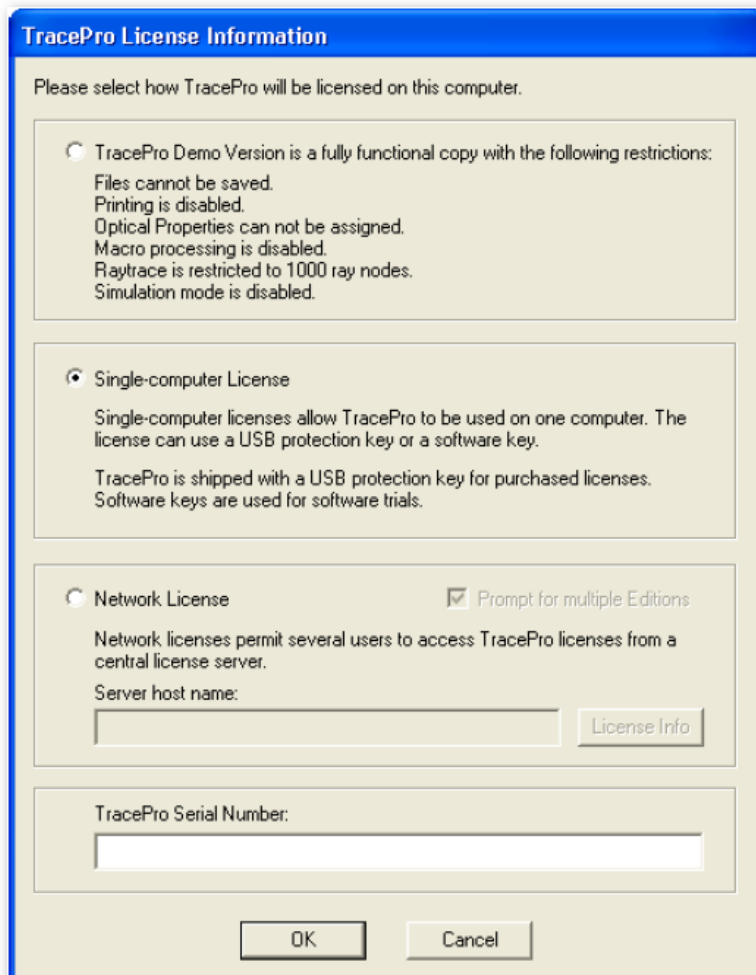 TracePro License Information
Please select how TracePro will be licensed on this computer.
TracePro Demo Version is a fully functional copy with the following restrictions:
Files cannot be saved.
Printing is disabled.
Optical Properties can not be assigned.
Macro processing is disabled.
Raytrace is restricted to 1000 ray nodes.
Simulation mode is disabled.
Single-computer License
Single-computer licenses allow TracePro to be used on one computer. The
license can use a USB protection key or a software key.
TracePro is shipped with a USB protection key for purchased licenses.
Software keys are used for software trials.
Network License Prompt for multiple Editions
Network licenses permit several users to access TracePro licenses from a
central license server.
Server host name:
License Info
TracePro Serial Number:
OK Cancel